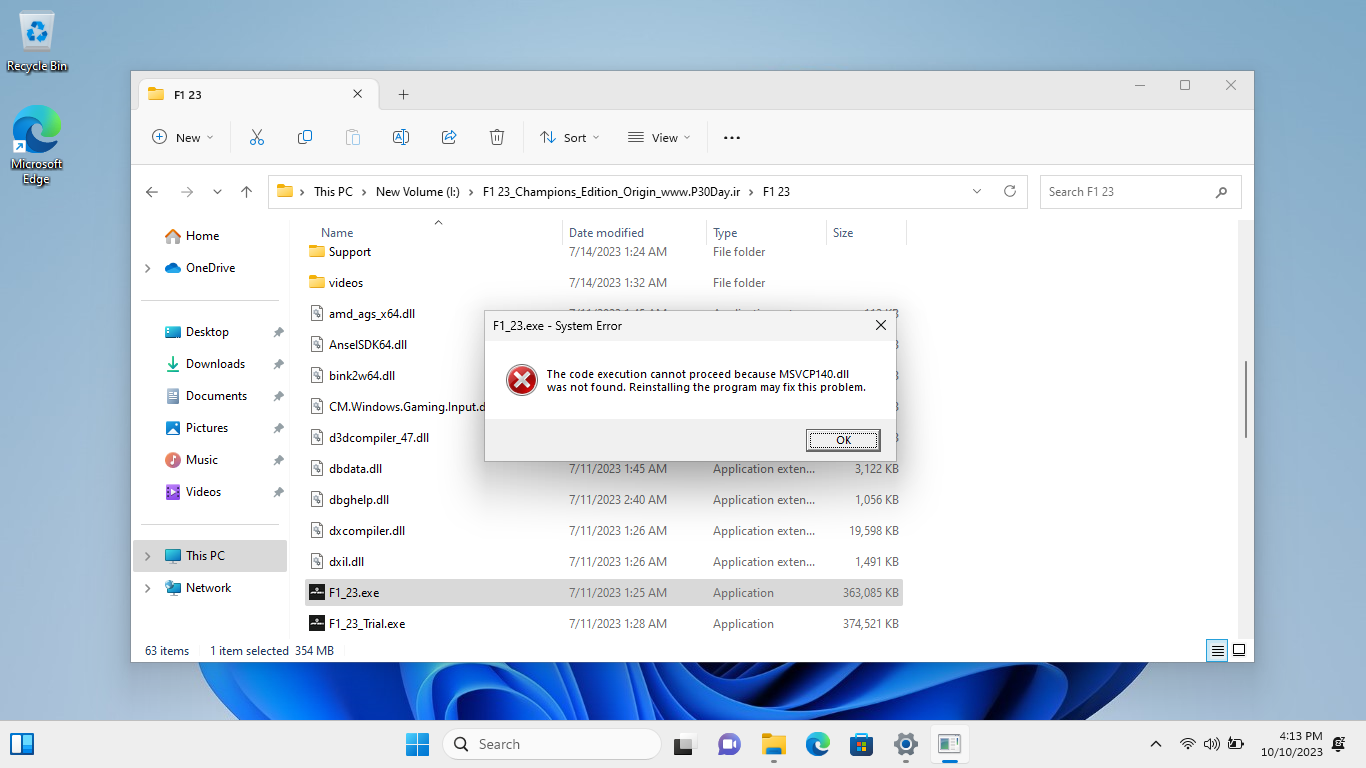 Recycle Bin
Microsoft
Edge
F1 23
New
Sort
View
This PC > New Volume (I:) > F1 23_Champions_Edition_Origin_www.P30Day.ir > F1 23
Search F1 23
Home
OneDrive
Desktop
Downloads
Documents
Pictures
Music
Videos
This PC
Network
Name Date modified Type Size
Support 7/14/2023 1:24 AM File folder
videos 7/14/2023 1:32 AM File folder
amd_ags_x64.dll
AnselSDK64.dll
bink2w64.dll
CM.Windows.Gaming.Input.d
d3dcompiler_47.dll
dbdata.dll 7/11/2023 1:45 AM Application exten... 3,122 KB
dbghelp.dll 7/11/2023 2:40 AM Application exten... 1,056 KB
dxcompiler.dll 7/11/2023 1:26 AM Application exten... 19,598 KB
dxil.dll 7/11/2023 1:26 AM Application exten... 1,491 KB
F1_23.exe 7/11/2023 1:25 AM Application 363,085 KB
F1_23_Trial.exe 7/11/2023 1:28 AM Application 374,521 KB
F1_23.exe - System Error
The code execution cannot proceed because MSVCP140.dll
was not found. Reinstalling the program may fix this problem.
OK
63 items 1 item selected 354 MB
Search
4:13 PM
10/10/2023